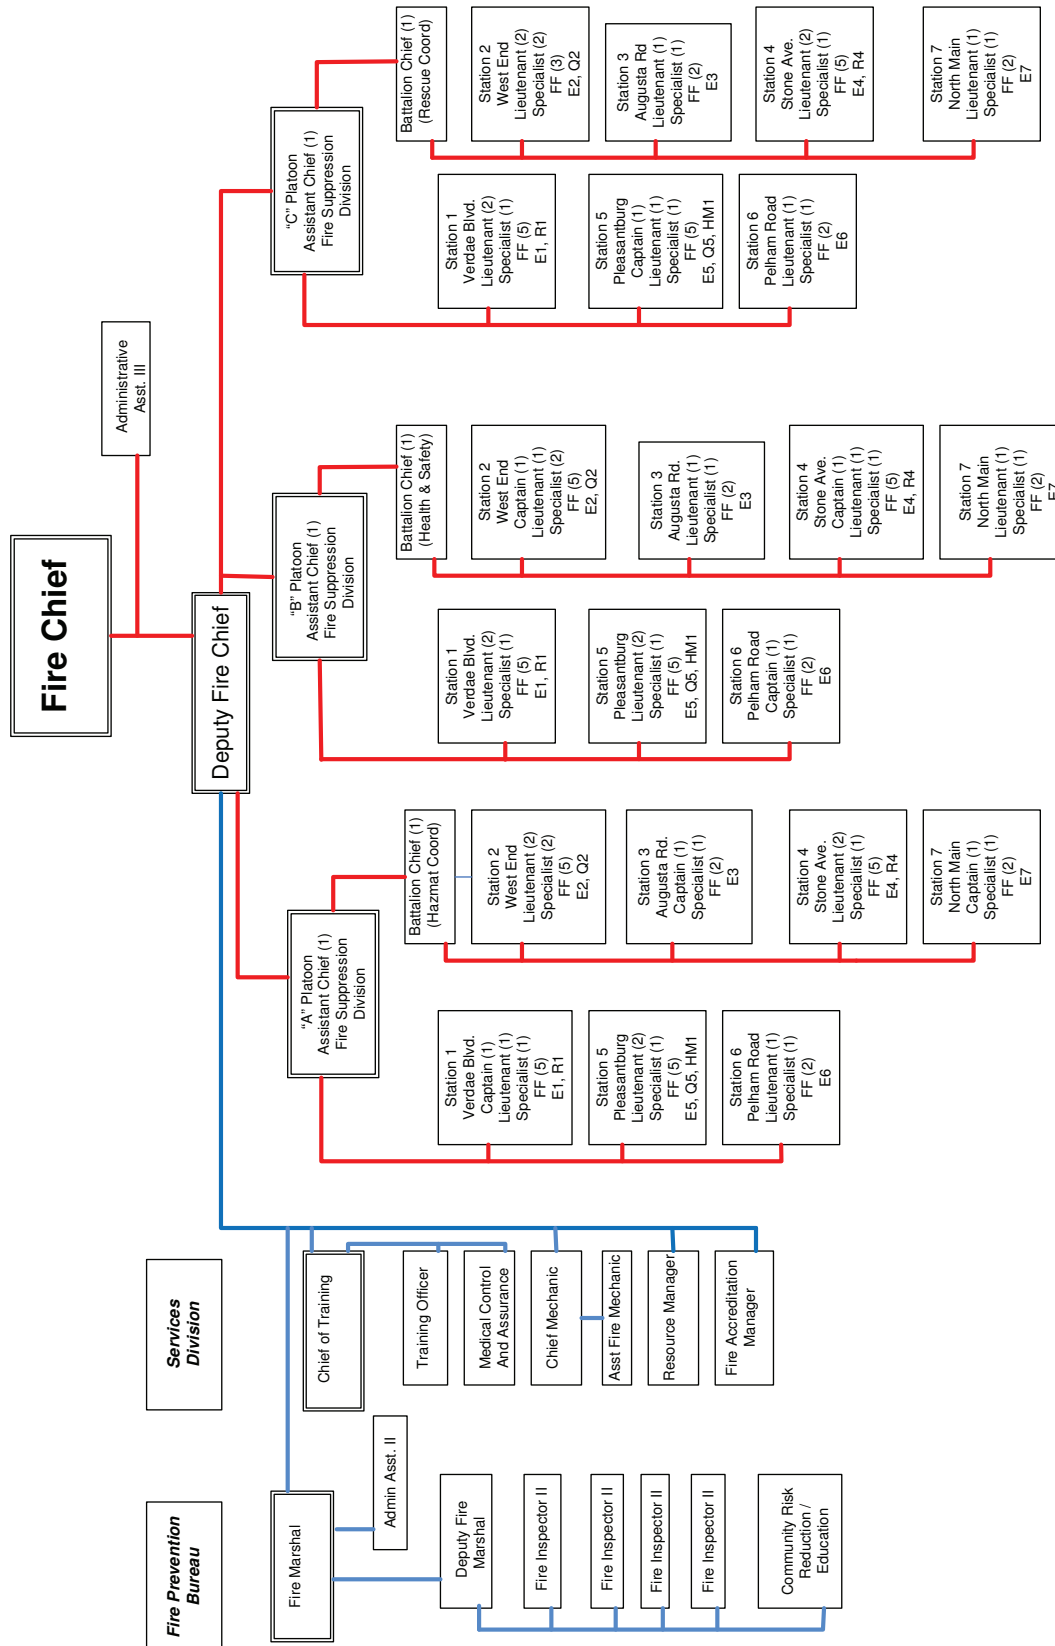 Fire Chief
Administrative
Asst. III
Deputy Fire Chief
Fire Prevention
Bureau
Services
Division
Fire Marshal
Admin Asst. II
Deputy Fire
Marshal
Fire Inspector II
Fire Inspector II
Fire Inspector II
Fire Inspector II
Community Risk
Reduction /
Education
Chief of Training
Training Officer
Medical Control
And Assurance
Chief Mechanic
Asst Fire Mechanic
Resource Manager
Fire Accreditation
Manager
"A" Platoon
Assistant Chief (1)
Fire Suppression
Division
Battalion Chief (1)
(Hazmat Coord)
Station 1
Verdae Blvd.
Captain (1)
Lieutenant (1)
Specialist (1)
FF (5)
E1, R1
Station 5
Pleasantburg
Lieutenant (2)
Specialist (1)
FF (5)
E5, Q5, HM1
Station 6
Pelham Road
Lieutenant (1)
Specialist (1)
FF (2)
E6
Station 2
West End
Lieutenant (2)
Specialist (2)
FF (5)
E2, Q2
Station 3
Augusta Rd.
Captain (1)
Specialist (1)
FF (2)
E3
Station 4
Stone Ave.
Lieutenant (2)
Specialist (1)
FF (5)
E4, R4
Station 7
North Main
Captain (1)
Specialist (1)
FF (2)
E7
"B" Platoon
Assistant Chief (1)
Fire Suppression
Division
Battalion Chief (1)
(Health & Safety)
Station 1
Verdae Blvd.
Lieutenant (2)
Specialist (1)
FF (5)
E1, R1
Station 5
Pleasantburg
Lieutenant (2)
Specialist (1)
FF (5)
E5, Q5, HM1
Station 6
Pelham Road
Captain (1)
Specialist (1)
FF (2)
E6
Station 2
West End
Captain (1)
Lieutenant (1)
Specialist (2)
FF (5)
E2, Q2
Station 3
Augusta Rd.
Lieutenant (1)
Specialist (1)
FF (2)
E3
Station 4
Stone Ave.
Captain (1)
Lieutenant (1)
Specialist (1)
FF (5)
E4, R4
Station 7
North Main
Lieutenant (1)
Specialist (1)
FF (2)
E7
"C" Platoon
Assistant Chief (1)
Fire Suppression
Division
Battalion Chief (1)
(Rescue Coord)
Station 1
Verdae Blvd.
Lieutenant (2)
Specialist (1)
FF (5)
E1, R1
Station 5
Pleasantburg
Captain (1)
Lieutenant (1)
Specialist (1)
FF (5)
E5, Q5, HM1
Station 6
Pelham Road
Lieutenant (1)
Specialist (1)
FF (2)
E6
Station 2
West End
Lieutenant (2)
Specialist (2)
FF (3)
E2, Q2
Station 3
Augusta Rd
Lieutenant (1)
Specialist (1)
FF (2)
E3
Station 4
Stone Ave.
Lieutenant (2)
Specialist (1)
FF (5)
E4, R4
Station 7
North Main
Lieutenant (1)
Specialist (1)
FF (2)
E7